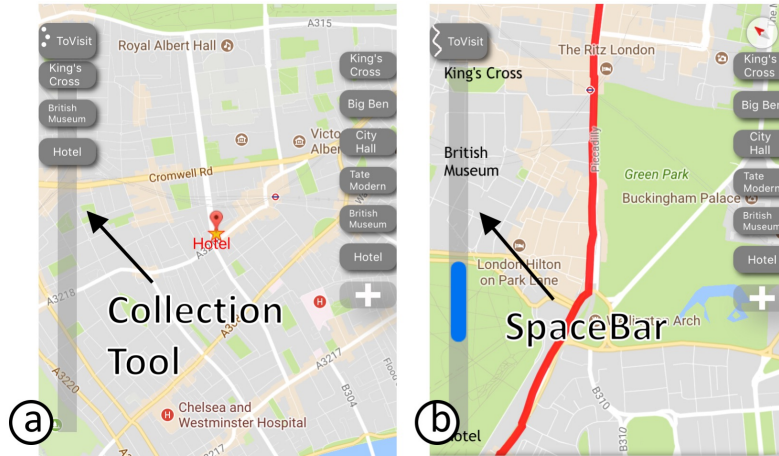 ToVisit
King's
Cross
British
Museum
Hotel
Royal Albert Hall
A315
King's
Cross
Big Ben
City
Hall
Tate
Modern
British
Museum
Hotel
Cromwell Rd
Hotel
A3218
A3220
A3217
A3217
B304
Flood
Chelsea and
Westminster Hospital
Collection
Tool
a
ToVisit
King's Cross
British
Museum
The Ritz London
Piccadilly
Green Park
Buckingham Palace
London Hilton
on Park Lane
King's
Cross
Big Ben
City
Hall
Tate
Modern
British
Museum
Hotel
SpaceBar
B310
B310
b